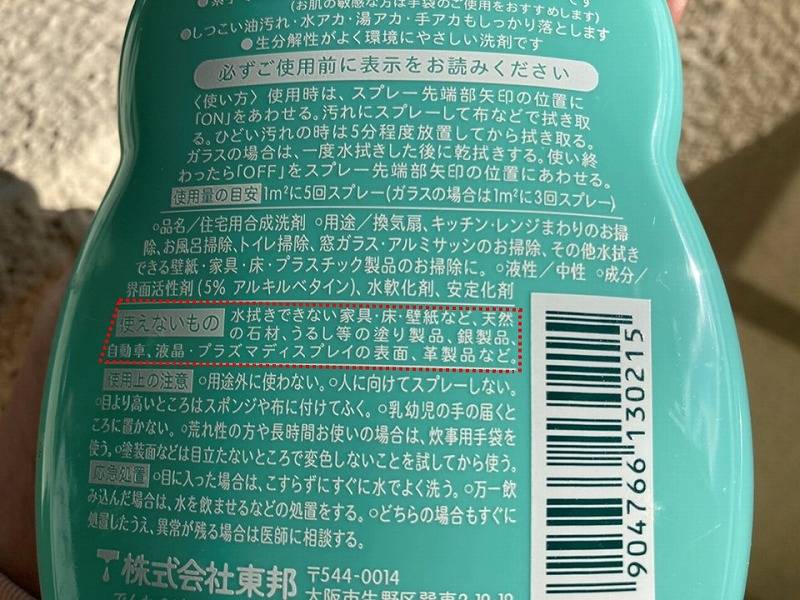 (お肌の敏感な方は手袋のご使用をおすすめします)
●しつこい油汚れ・水アカ・湯アカ・手アカもしっかり落とします
●生分解性がよく環境にやさしい洗剤です
必ずご使用前に表示をお読みください
〈使い方〉使用時は、スプレー先端部矢印の位置に
「ON」をあわせる。汚れにスプレーして布などで拭き取
る。ひどい汚れの時は5分程度放置してから拭き取る。
ガラスの場合は、一度水拭きした後に乾拭きする。使い終
わったら「OFF」をスプレー先端部矢印の位置にあわせる。
使用量の目安 1m²に5回スプレー(ガラスの場合は1m²に3回スプレー)
○品名/住宅用合成洗剤 ○用途/換気扇、キッチン・レンジまわりのお掃
除、お風呂掃除、トイレ掃除、窓ガラス・アルミサッシのお掃除、その他水拭き
できる壁紙・家具・床・プラスチック製品のお掃除に。○液性/中性 ○成分/
界面活性剤(5% アルキルベタイン)、水軟化剤、安定化剤
使えないもの 水拭きできない家具・床・壁紙など、天然
の石材、うるし等の塗り製品、銀製品、
自動車、液晶、プラズマディスプレイの表面、革製品など。
使用上の注意 ○用途外に使わない。○人に向けてスプレーしない。
○目より高いところはスポンジや布に付けてふく。○乳幼児の手の届くと
ころに置かない。○荒れ性の方や長時間お使いの場合は、炊事用手袋を
使う。○塗装面などは目立たないところで変色しないことを試してから使う。
応急処置 ○目に入った場合は、こすらずにすぐに水でよく洗う。○万一飲
み込んだ場合は、水を飲ませるなどの処置をする。○どちらの場合もすぐに
処置したうえ、異常が残る場合は医師に相談する。
株式会社東邦 〒544-0014
大阪市生野区巽東2-19-19
4904766130215